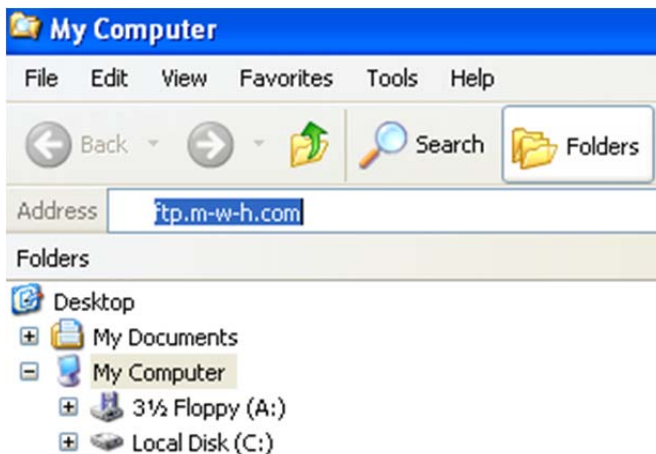 My Computer
File Edit View Favorites Tools Help
Back Search Folders
Address ftp.m-w-h.com
Folders
Desktop
My Documents
My Computer
3½ Floppy (A:)
Local Disk (C:)